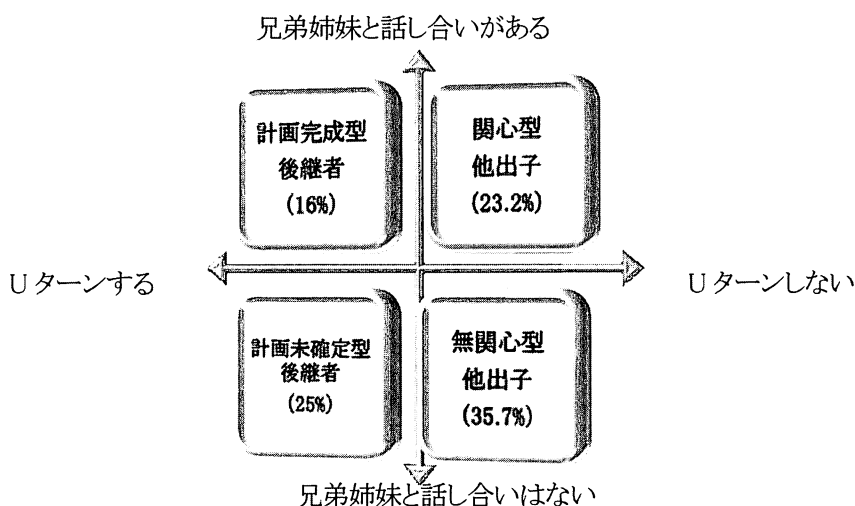 兄弟姉妹と話し合いがある
計画完成型
後継者
(16%)
関心型
他出子
(23.2%)
Uターンする
Uターンしない
計画未確定型
後継者
(25%)
無関心型
他出子
(35.7%)
兄弟姉妹と話し合いはない